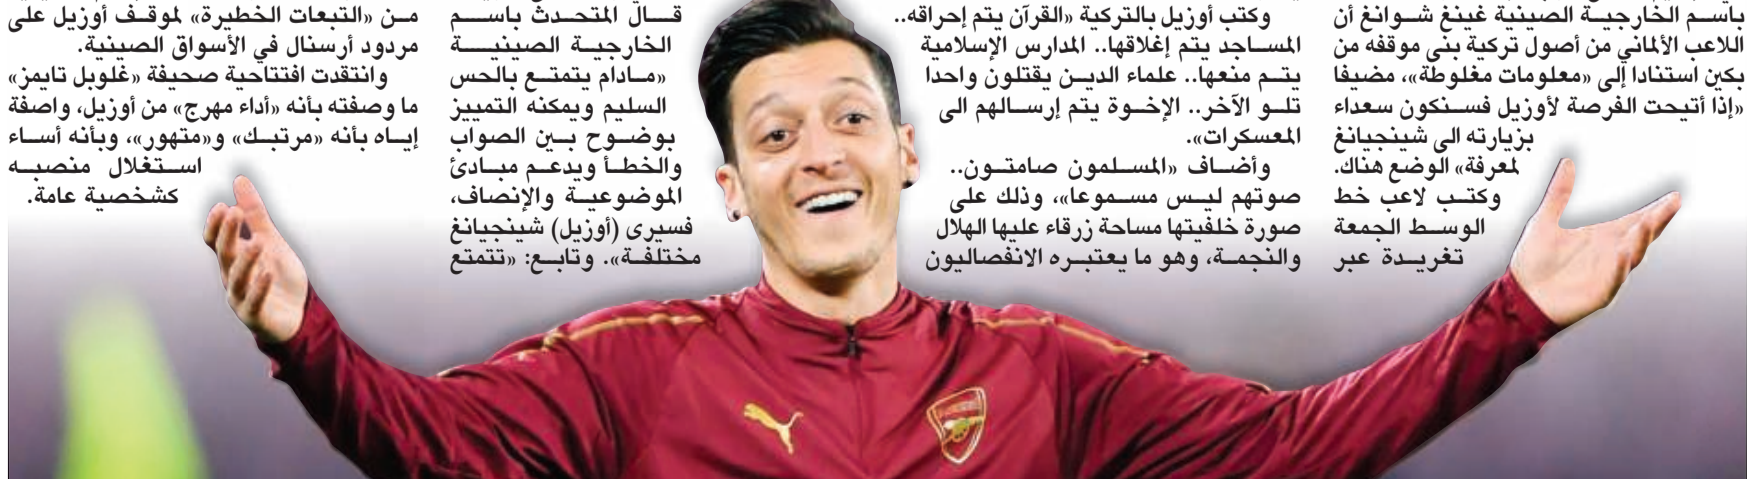 باسم الخارجية الصينية غينغ شوانغ أن
اللاعب الألماني من أصول تركية بنى موقفه من
بكين استنادا إلى «معلومات مغلوطة»، مضيفا
«إذا أتيحت الفرصة لأوزيل فسنكون سعداء
بزيارته الى شينجيانغ
لمعرفة» الوضع هناك.
وكتب لاعب خط
الوسط الجمعة
تغريدة عبر
وكتب أوزيل بالتركية «القرآن يتم إحراقه..
المساجد يتم إغلاقها.. المدارس الإسلامية
يتم منعها.. علماء الدين يقتلون واحدا
تلو الآخر.. الإخوة يتم إرسالهم الى
المعسكرات».
وأضاف «المسلمون صامتون..
صوتهم ليس مسموعا»، وذلك على
صورة خلفيتها مساحة زرقاء عليها الهلال
والنجمة، وهو ما يعتبره الانفصاليون
قال المتحدث باسم
الخارجية الصينية
«مادام يتمتع بالحس
السليم ويمكنه التمييز
بوضوح بين الصواب
والخطأ ويدعم مبادئ
الموضوعية والإنصاف،
فسيرى (أوزيل) شينجيانغ
مختلفة». وتابع: «تتمتع
من «التبعات الخطيرة» لموقف أوزيل على
مردود أرسنال في الأسواق الصينية.
وانتقدت افتتاحية صحيفة «غلوبل تايمز»
ما وصفته بأنه «أداء مهرج» من أوزيل، واصفة
إياه بأنه «مرتبك» و«متهور»، وبأنه أساء
استغلال منصبه
كشخصية عامة.